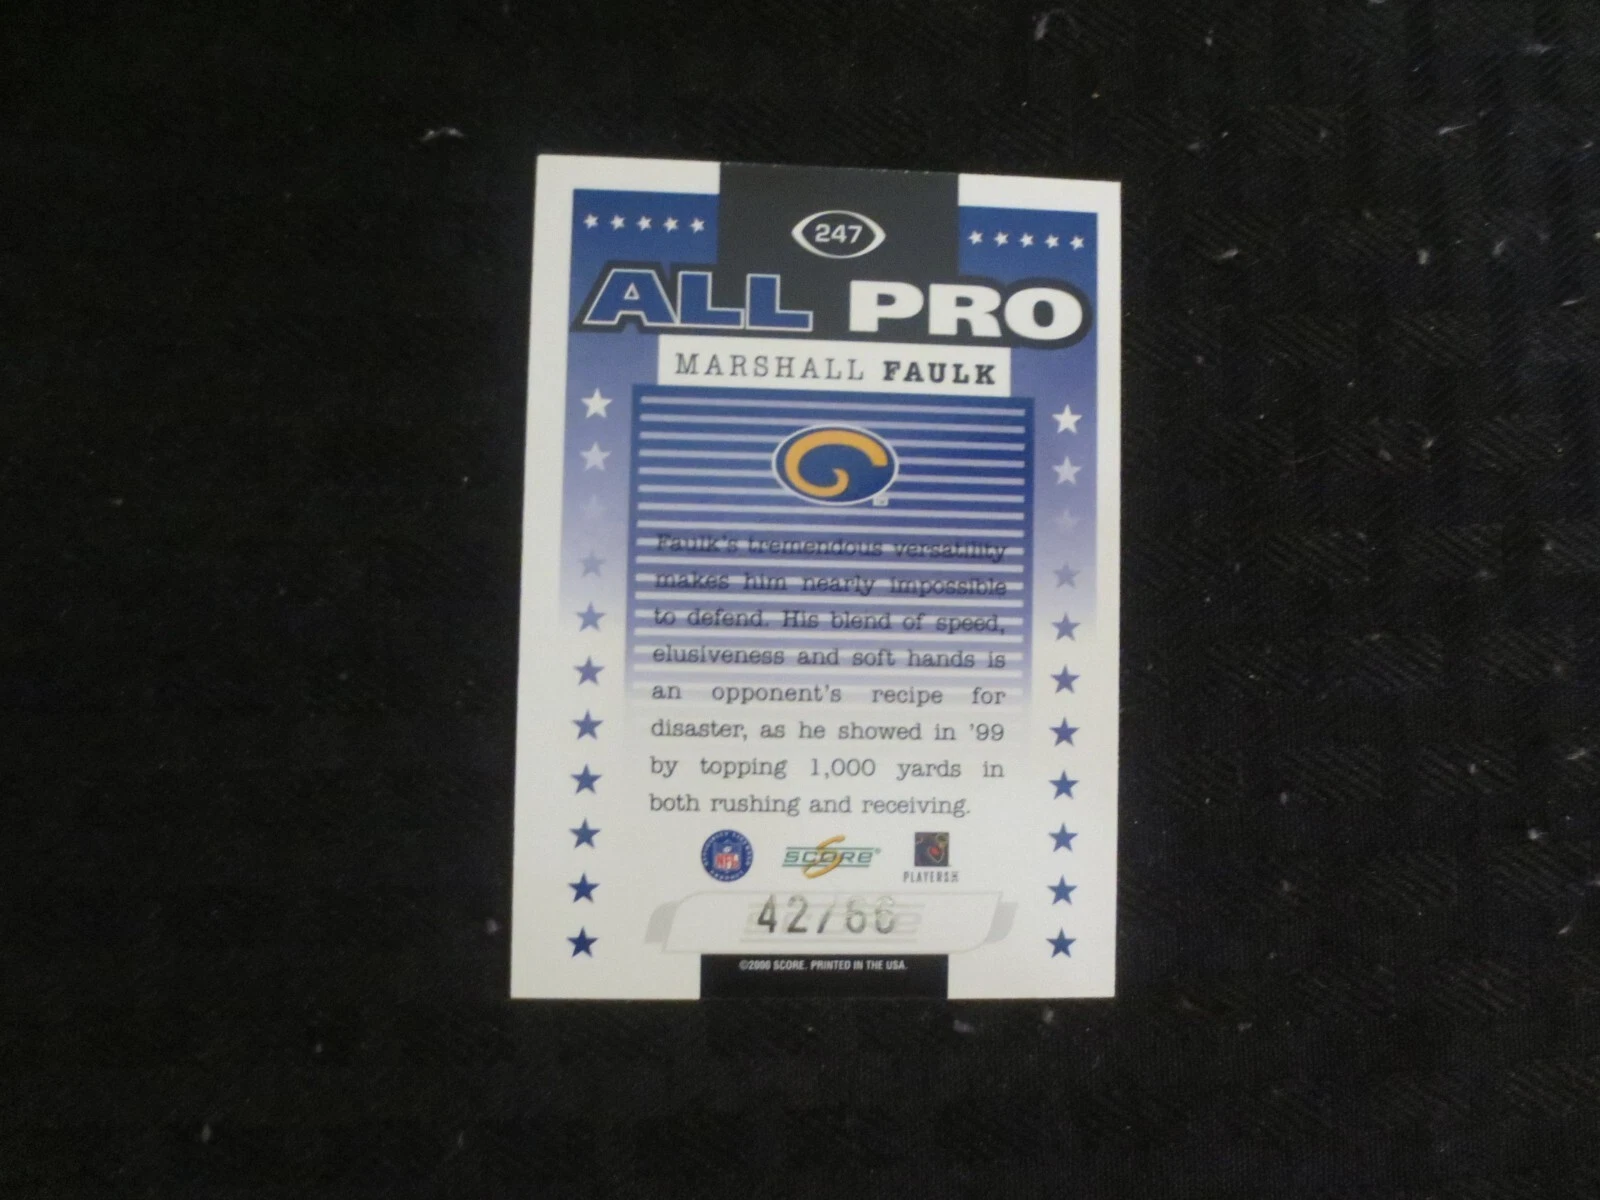 247
ALL PRO
MARSHALL FAULK
Faulk's tremendous versatility
makes him nearly impossible
to defend. His blend of speed,
elusiveness and soft hands is
an opponent's recipe for
disaster, as he showed in '99
by topping 1,000 yards in
both rushing and receiving.
NFL
SCORE®
PLAYERS
42/66
©2000 SCORE. PRINTED IN THE USA.